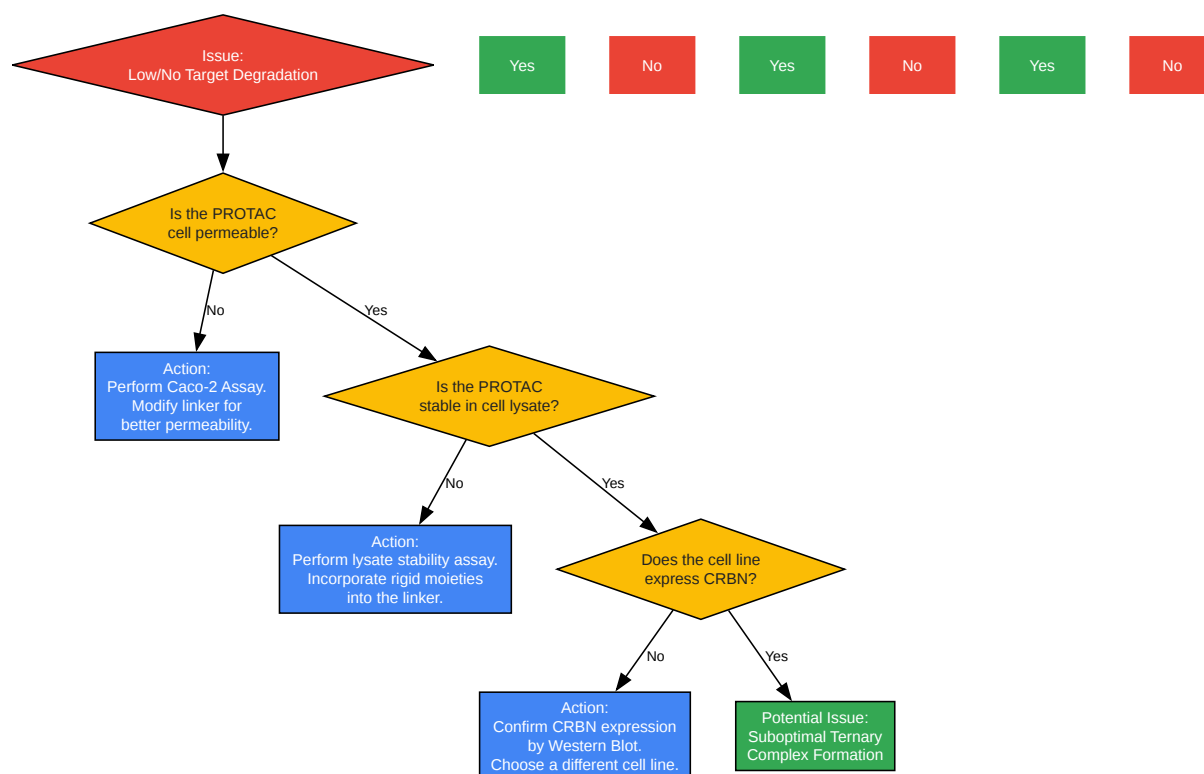 Issue:
Low/No Target Degradation
Yes
No
Yes
No
Yes
No
Is the PROTAC
cell permeable?
No
Yes
Action:
Perform Caco-2 Assay.
Modify linker for
better permeability.
Is the PROTAC
stable in cell lysate?
No
Yes
Action:
Perform lysate stability assay.
Incorporate rigid moieties
into the linker.
Does the cell line
express CRBN?
No
Yes
Action:
Confirm CRBN expression
by Western Blot.
Choose a different cell line.
Potential Issue:
Suboptimal Ternary
Complex Formation